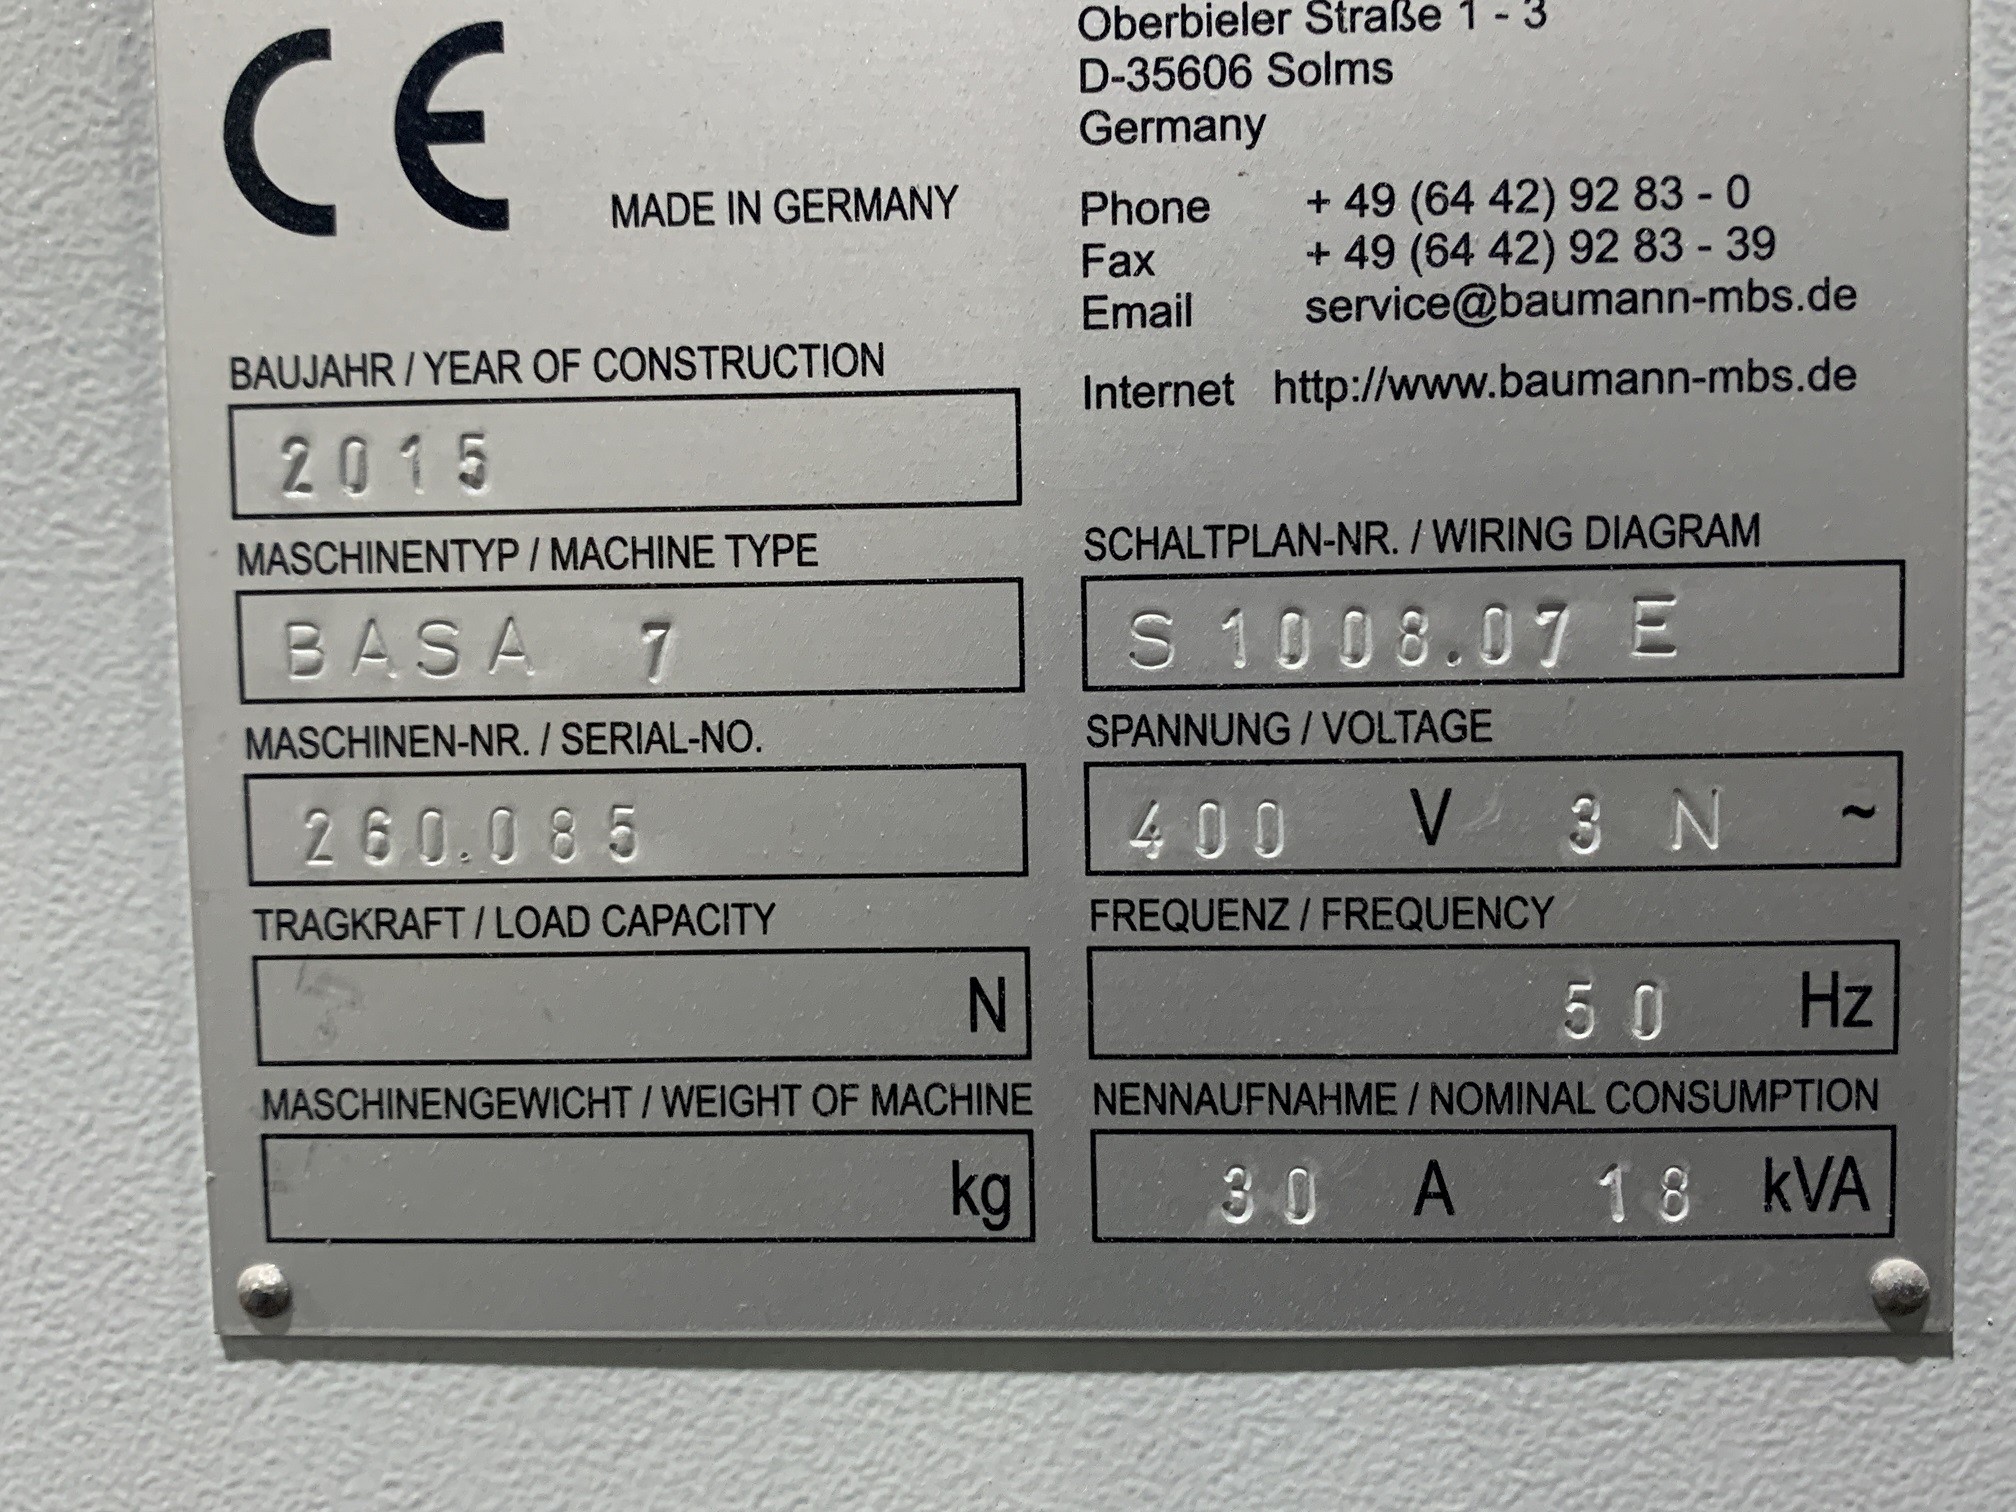 CE
MADE IN GERMANY
Oberbieler Straße 1 - 3
D-35606 Solms
Germany
Phone + 49 (64 42) 92 83 - 0
Fax + 49 (64 42) 92 83 - 39
Email service@baumann-mbs.de
Internet http://www.baumann-mbs.de
BAUJAHR / YEAR OF CONSTRUCTION
2015
MASCHINENTYP / MACHINE TYPE
BASA 7
MASCHINEN-NR. / SERIAL-NO.
260.085
TRAGKRAFT / LOAD CAPACITY
N
MASCHINENGEWICHT / WEIGHT OF MACHINE
kg
SCHALTPLAN-NR. / WIRING DIAGRAM
S 1008.07 E
SPANNUNG / VOLTAGE
400 V 3 N ~
FREQUENZ / FREQUENCY
50 Hz
NENNAUFNAHME / NOMINAL CONSUMPTION
30 A 18 kVA